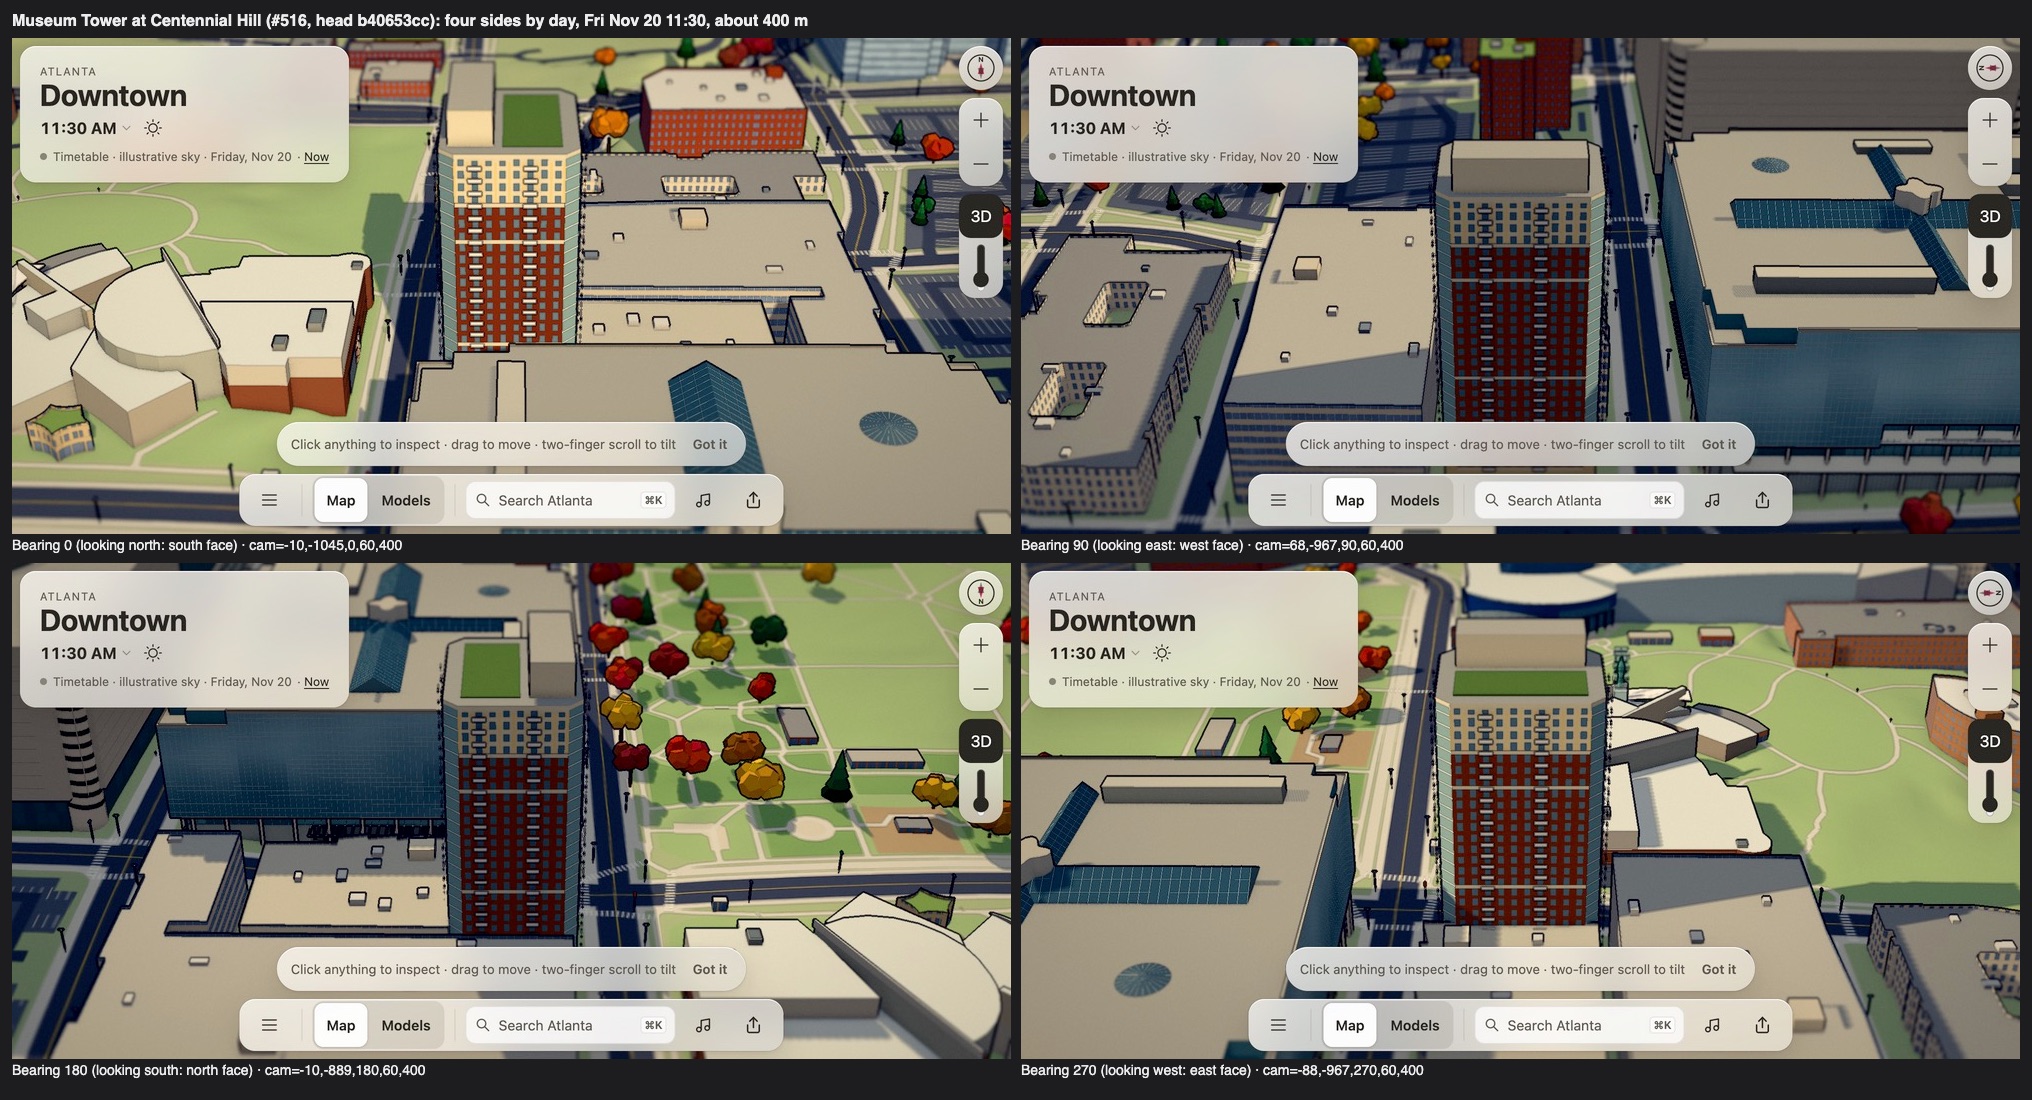 Museum Tower at Centennial Hill (#516, head b40653cc): four sides by day, Fri Nov 20 11:30, about 400 m
ATLANTA
Downtown
11:30 AM
Timetable · illustrative sky · Friday, Nov 20 · Now
N
3D
Click anything to inspect · drag to move · two-finger scroll to tilt Got it
Map Models Search Atlanta ⌘K
Bearing 0 (looking north: south face) · cam=-10,-1045,0,60,400
ATLANTA
Downtown
11:30 AM
Timetable · illustrative sky · Friday, Nov 20 · Now
N
3D
Click anything to inspect · drag to move · two-finger scroll to tilt Got it
Map Models Search Atlanta ⌘K
Bearing 90 (looking east: west face) · cam=68,-967,90,60,400
ATLANTA
Downtown
11:30 AM
Timetable · illustrative sky · Friday, Nov 20 · Now
N
3D
Click anything to inspect · drag to move · two-finger scroll to tilt Got it
Map Models Search Atlanta ⌘K
Bearing 180 (looking south: north face) · cam=-10,-889,180,60,400
ATLANTA
Downtown
11:30 AM
Timetable · illustrative sky · Friday, Nov 20 · Now
N
3D
Click anything to inspect · drag to move · two-finger scroll to tilt Got it
Map Models Search Atlanta ⌘K
Bearing 270 (looking west: east face) · cam=-88,-967,270,60,400